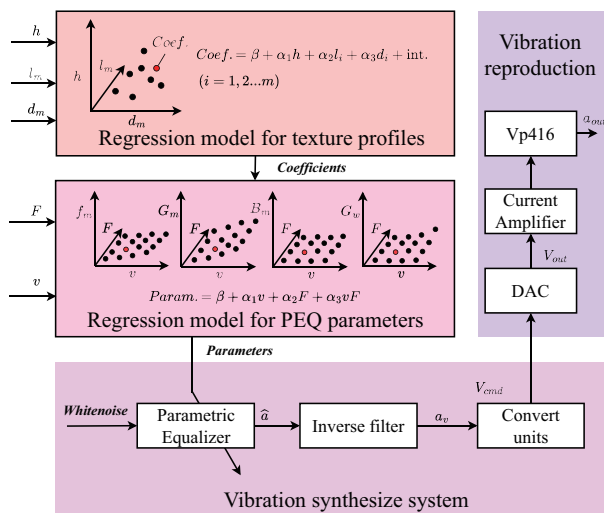 h
l_m
d_m
h
l_m
Coef.
d_m
Coef. = β + α₁h + α₂l_i + α₃d_i + int.
(i = 1, 2...m)
Regression model for texture profiles
Coefficients
F
v
f_m
F
v
G_m
F
v
B_m
F
v
G_w
F
v
Param. = β + α₁v + α₂F + α₃vF
Regression model for PEQ parameters
Parameters
Whitenoise
Parametric
Equalizer
â
Inverse filter
a_v
Convert
units
V_cmd
Vibration synthesize system
DAC
V_out
Current
Amplifier
Vp416
a_out
Vibration
reproduction